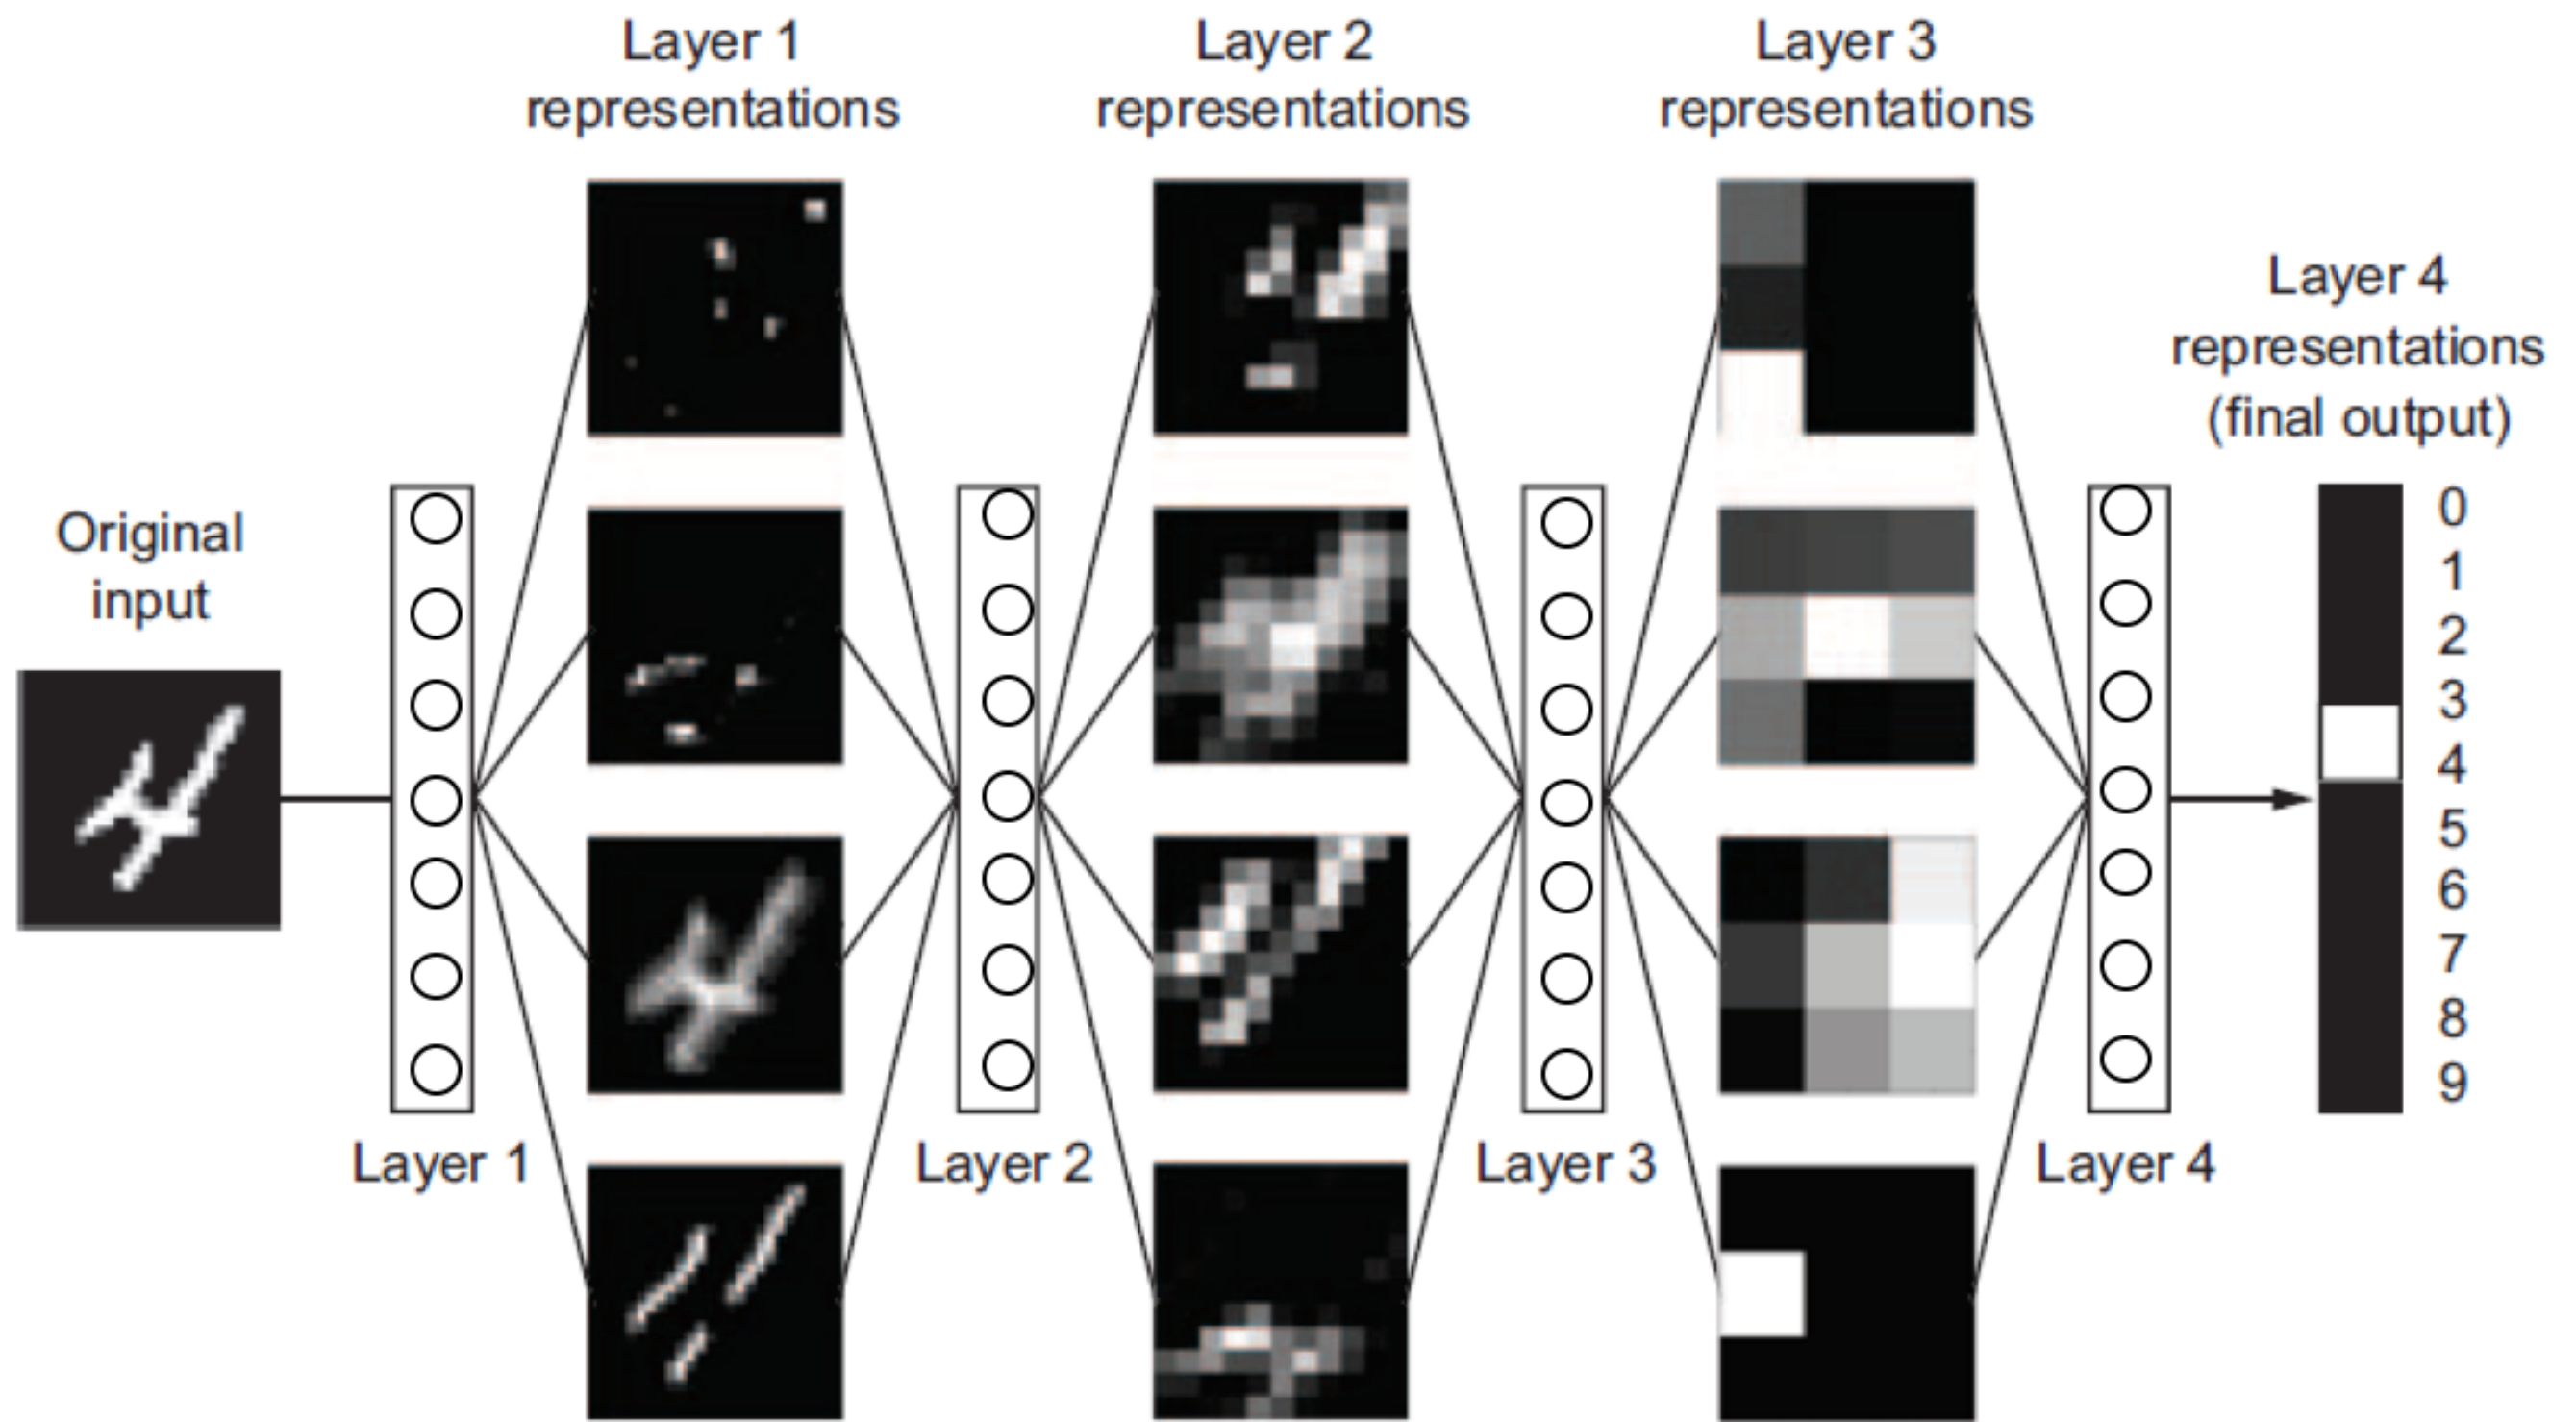 Layer 1
representations
Layer 2
representations
Layer 3
representations
Layer 4
representations
(final output)
Original
input
0
1
2
3
4
5
6
7
8
9
Layer 1
Layer 2
Layer 3
Layer 4